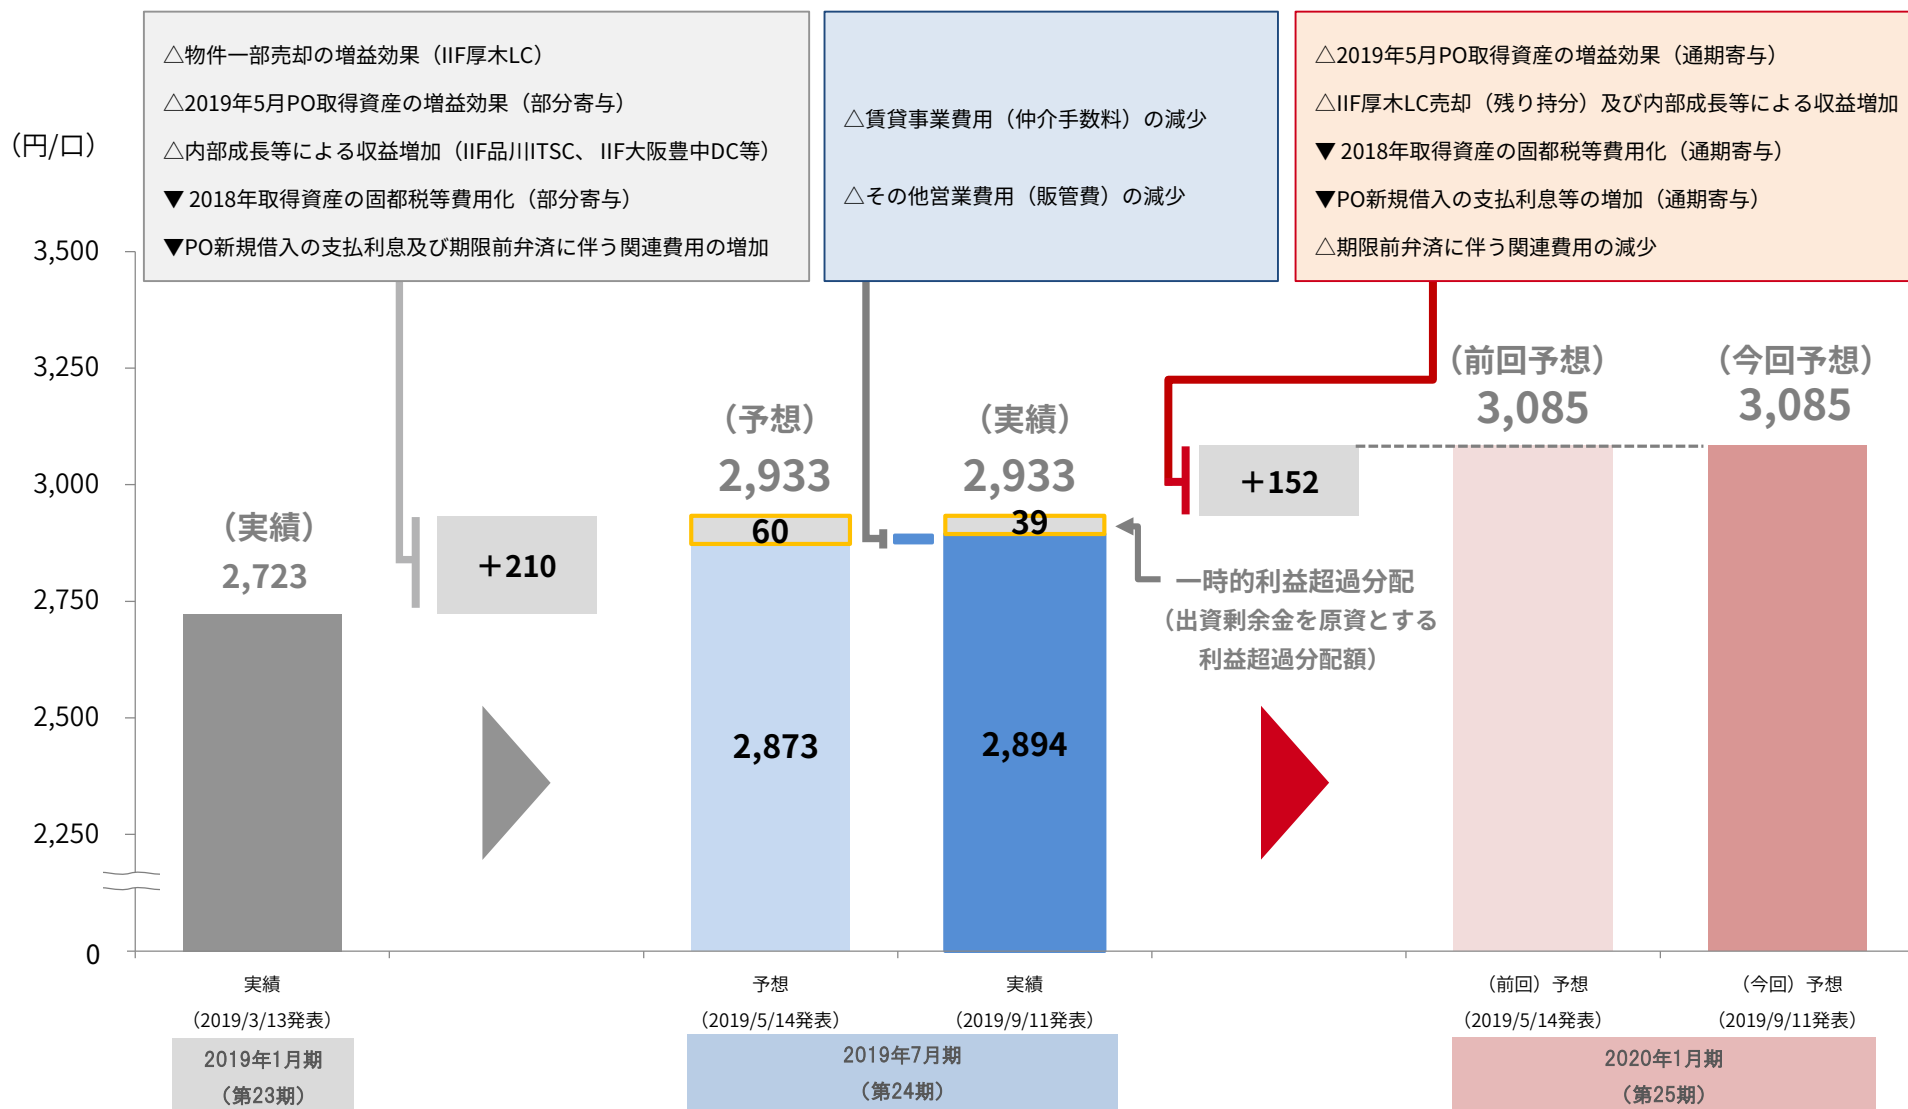 △物件一部売却の増益効果（IIF厚木LC）
△2019年5月PO取得資産の増益効果（部分寄与）
△内部成長等による収益増加（IIF品川ITSC、IIF大阪豊中DC等）
▼ 2018年取得資産の固都税等費用化（部分寄与）
▼PO新規借入の支払利息及び期限前弁済に伴う関連費用の増加
△賃貸事業費用（仲介手数料）の減少
△その他営業費用（販管費）の減少
△2019年5月PO取得資産の増益効果（通期寄与）
△IIF厚木LC売却（残り持分）及び内部成長等による収益増加
▼ 2018年取得資産の固都税等費用化（通期寄与）
▼PO新規借入の支払利息等の増加（通期寄与）
△期限前弁済に伴う関連費用の減少
（円/口）
3,500
3,250
3,000
2,750
2,500
2,250
0
（実績）
2,723
＋210
（予想）
2,933
60
2,873
（実績）
2,933
39
2,894
一時的利益超過分配
（出資剰余金を原資とする
利益超過分配額）
＋152
（前回予想）
3,085
（今回予想）
3,085
実績
（2019/3/13発表）
2019年1月期
（第23期）
予想
（2019/5/14発表）
実績
（2019/9/11発表）
2019年7月期
（第24期）
（前回）予想
（2019/5/14発表）
（今回）予想
（2019/9/11発表）
2020年1月期
（第25期）